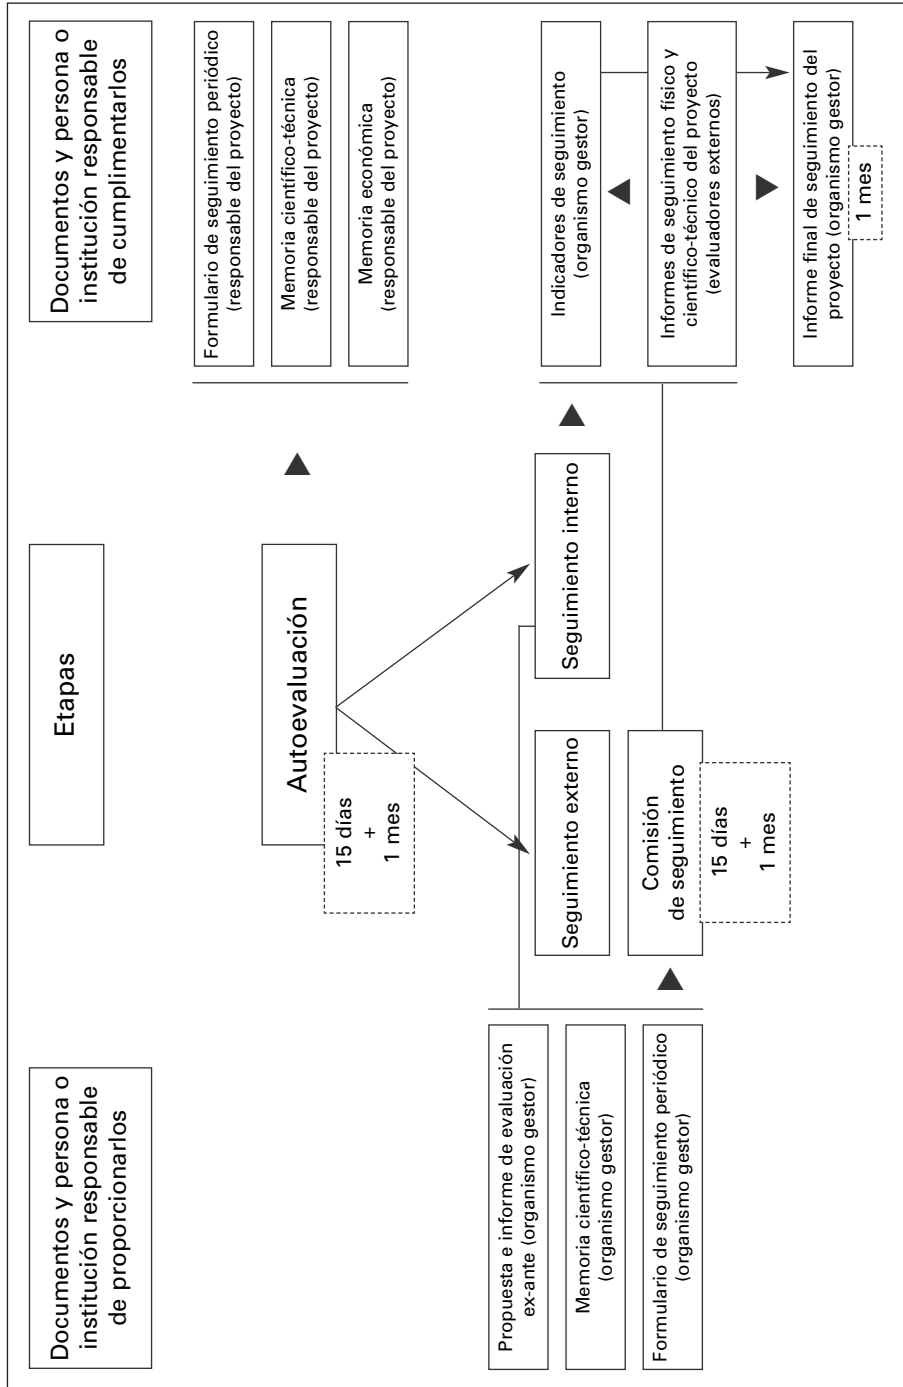 Documentos y persona o
institución responsable
de proporcionarlos
Etapas
Documentos y persona o
institución responsable
de cumplimentarlos
Autoevaluación
15 días
+
1 mes
Formulario de seguimiento periódico
(responsable del proyecto)
Memoria científico-técnica
(responsable del proyecto)
Memoria económica
(responsable del proyecto)
Propuesta e informe de evaluación
ex-ante (organismo gestor)
Memoria científico-técnica
(organismo gestor)
Formulario de seguimiento periódico
(organismo gestor)
Seguimiento externo
Seguimiento interno
Comisión
de seguimiento
15 días
+
1 mes
Indicadores de seguimiento
(organismo gestor)
Informes de seguimiento físico y
científico-técnico del proyecto
(evaluadores externos)
Informe final de seguimiento del
proyecto (organismo gestor)
1 mes